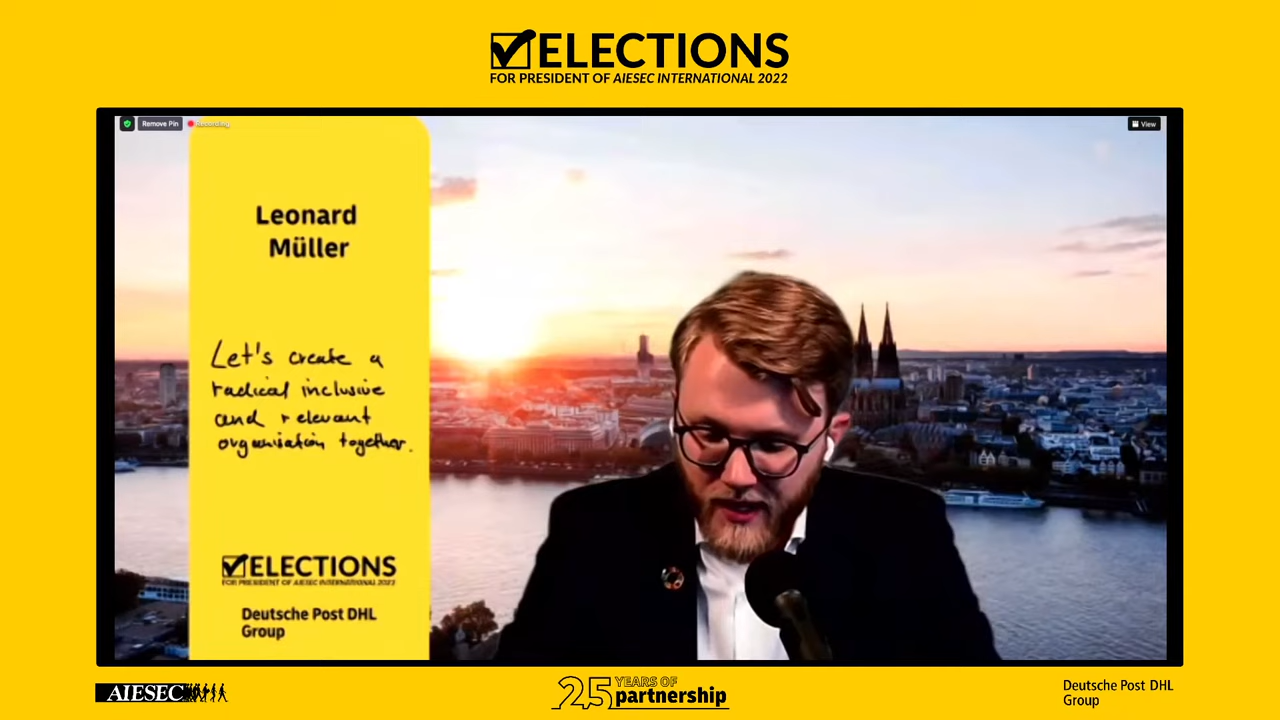 ELECTIONS
FOR PRESIDENT OF AIESEC INTERNATIONAL 2022
Remove Pin
Recording
View
Leonard
Müller
Let's create a
radical inclusive
and relevant
organisation together.
ELECTIONS
FOR PRESIDENT OF AIESEC INTERNATIONAL 2022
Deutsche Post DHL
Group
AIESEC
25 YEARS OF
partnership
Deutsche Post DHL
Group